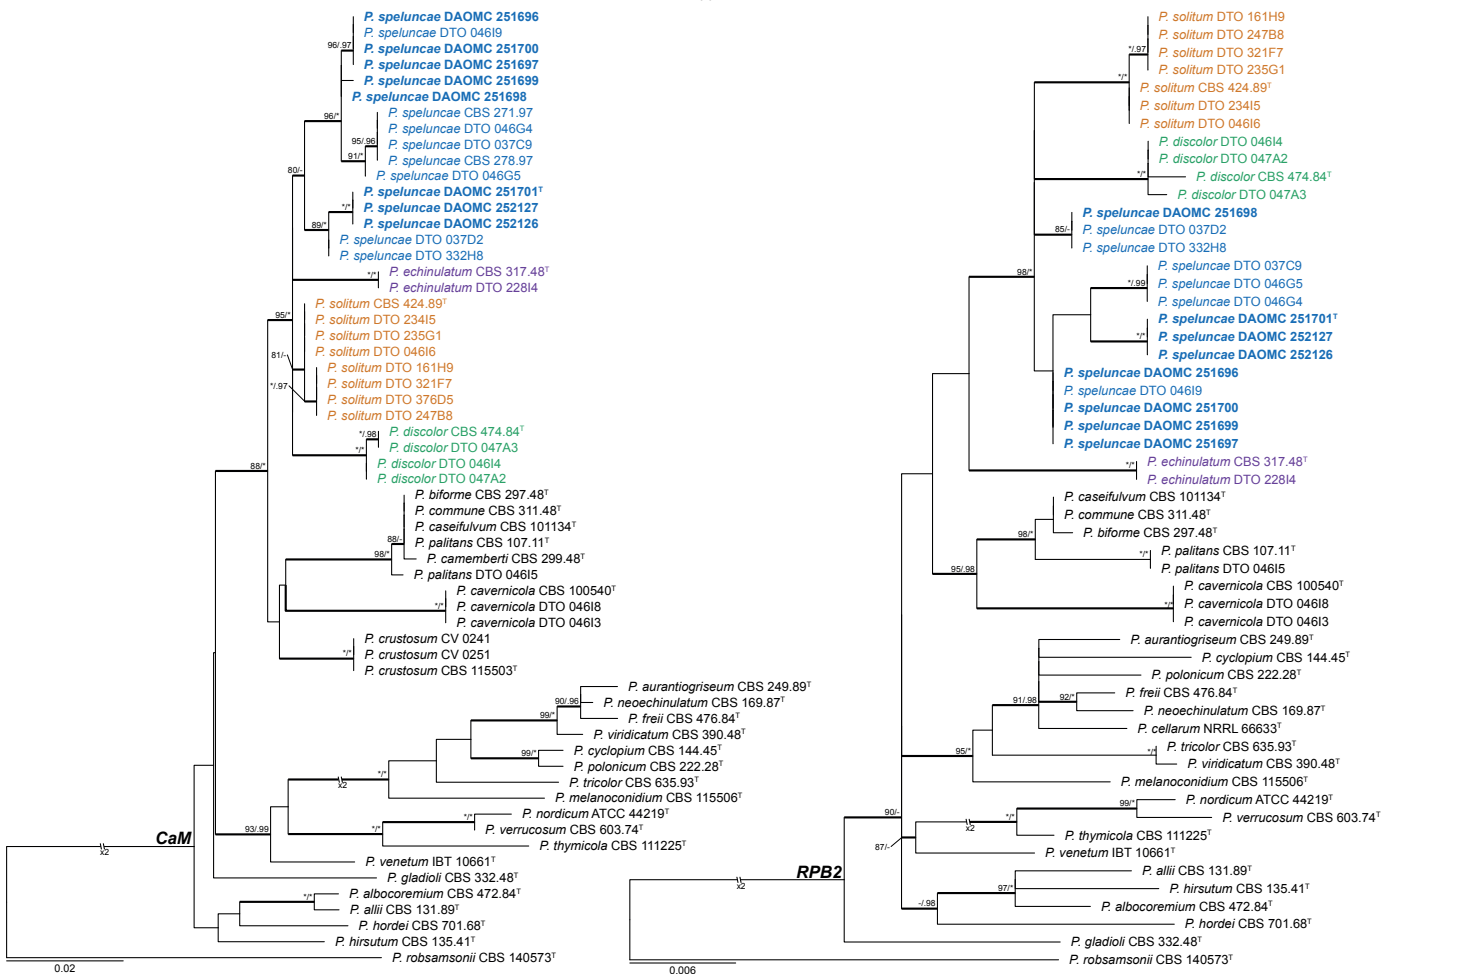 P. speluncae DAOMC 251696
P. speluncae DTO 046I9
96/.97
P. speluncae DAOMC 251700
P. speluncae DAOMC 251697
P. speluncae DAOMC 251699
P. speluncae DAOMC 251698
P. speluncae CBS 271.97
96/*
P. speluncae DTO 046G4
95/.96
P. speluncae DTO 037C9
91/*
P. speluncae CBS 278.97
80/-
P. speluncae DTO 046G5
P. speluncae DAOMC 251701ᵀ
*/*
P. speluncae DAOMC 252127
89/*
P. speluncae DAOMC 252126
P. speluncae DTO 037D2
P. speluncae DTO 332H8
*/*
P. echinulatum CBS 317.48ᵀ
P. echinulatum DTO 228I4
P. solitum CBS 424.89ᵀ
95/*
P. solitum DTO 234I5
P. solitum DTO 235G1
81/-
P. solitum DTO 046I6
P. solitum DTO 161H9
*/.97
P. solitum DTO 321F7
P. solitum DTO 376D5
P. solitum DTO 247B8
*/.98
P. discolor CBS 474.84ᵀ
*/*
P. discolor DTO 047A3
P. discolor DTO 046I4
88/*
P. discolor DTO 047A2
P. biforme CBS 297.48ᵀ
P. commune CBS 311.48ᵀ
P. caseifulvum CBS 101134ᵀ
88/-
P. palitans CBS 107.11ᵀ
98/*
P. camemberti CBS 299.48ᵀ
P. palitans DTO 046I5
P. cavernicola CBS 100540ᵀ
*/*
P. cavernicola DTO 046I8
P. cavernicola DTO 046I3
P. crustosum CV 0241
*/*
P. crustosum CV 0251
P. crustosum CBS 115503ᵀ
P. aurantiogriseum CBS 249.89ᵀ
90/.96
P. neoechinulatum CBS 169.87ᵀ
99/*
P. freii CBS 476.84ᵀ
P. viridicatum CBS 390.48ᵀ
99/*
P. cyclopium CBS 144.45ᵀ
P. polonicum CBS 222.28ᵀ
*/*
x2
P. tricolor CBS 635.93ᵀ
P. melanoconidium CBS 115506ᵀ
*/*
P. nordicum ATCC 44219ᵀ
93/.99
*/*
P. verrucosum CBS 603.74ᵀ
P. thymicola CBS 111225ᵀ
CaM
x2
P. venetum IBT 10661ᵀ
P. gladioli CBS 332.48ᵀ
*/*
P. albocoremium CBS 472.84ᵀ
P. allii CBS 131.89ᵀ
P. hordei CBS 701.68ᵀ
P. hirsutum CBS 135.41ᵀ
P. robsamsonii CBS 140573ᵀ
0.02
P. solitum DTO 161H9
P. solitum DTO 247B8
*/.97
P. solitum DTO 321F7
P. solitum DTO 235G1
*/*
P. solitum CBS 424.89ᵀ
P. solitum DTO 234I5
P. solitum DTO 046I6
P. discolor DTO 046I4
P. discolor DTO 047A2
*/*
P. discolor CBS 474.84ᵀ
P. discolor DTO 047A3
P. speluncae DAOMC 251698
85/-
P. speluncae DTO 037D2
P. speluncae DTO 332H8
98/*
P. speluncae DTO 037C9
*/.99
P. speluncae DTO 046G5
P. speluncae DTO 046G4
P. speluncae DAOMC 251701ᵀ
*/*
P. speluncae DAOMC 252127
P. speluncae DAOMC 252126
P. speluncae DAOMC 251696
P. speluncae DTO 046I9
P. speluncae DAOMC 251700
P. speluncae DAOMC 251699
P. speluncae DAOMC 251697
*/*
P. echinulatum CBS 317.48ᵀ
P. echinulatum DTO 228I4
P. caseifulvum CBS 101134ᵀ
P. commune CBS 311.48ᵀ
98/*
P. biforme CBS 297.48ᵀ
*/*
P. palitans CBS 107.11ᵀ
95/.98
P. palitans DTO 046I5
P. cavernicola CBS 100540ᵀ
*/*
P. cavernicola DTO 046I8
P. cavernicola DTO 046I3
P. aurantiogriseum CBS 249.89ᵀ
P. cyclopium CBS 144.45ᵀ
P. polonicum CBS 222.28ᵀ
91/.98
92/*
P. freii CBS 476.84ᵀ
P. neoechinulatum CBS 169.87ᵀ
P. cellarum NRRL 66633ᵀ
95/*
*/*
P. tricolor CBS 635.93ᵀ
P. viridicatum CBS 390.48ᵀ
P. melanoconidium CBS 115506ᵀ
99/*
P. nordicum ATCC 44219ᵀ
90/-
x2
*/*
P. verrucosum CBS 603.74ᵀ
P. thymicola CBS 111225ᵀ
87/-
P. venetum IBT 10661ᵀ
RPB2
x2
P. allii CBS 131.89ᵀ
97/*
P. hirsutum CBS 135.41ᵀ
-/.98
P. albocoremium CBS 472.84ᵀ
P. hordei CBS 701.68ᵀ
P. gladioli CBS 332.48ᵀ
P. robsamsonii CBS 140573ᵀ
0.006